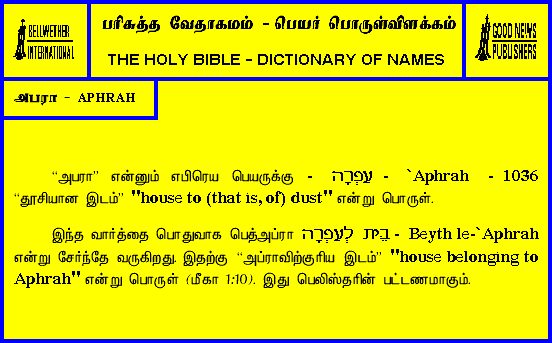 BELLWETHER
INTERNATIONAL
பரிசுத்த வேதாகமம் - பெயர் பொருள்விளக்கம்
THE HOLY BIBLE - DICTIONARY OF NAMES
GOOD NEWS
PUBLISHERS
அபரா - APHRAH
“அபரா” என்னும் எபிரெய பெயருக்கு - עַפְרָה - `Aphrah - 1036
“தூசியான இடம்” "house to (that is, of) dust" என்று பொருள்.
இந்த வார்த்தை பொதுவாக பெத்அப்ரா בֵּית לְעַפְרָה - Beyth le-`Aphrah
என்று சேர்ந்தே வருகிறது. இதற்கு “அப்ராவிற்குரிய இடம்” "house belonging to
Aphrah" என்று பொருள் (மீகா 1:10). இது பெலிஸ்தரின் பட்டணமாகும்.